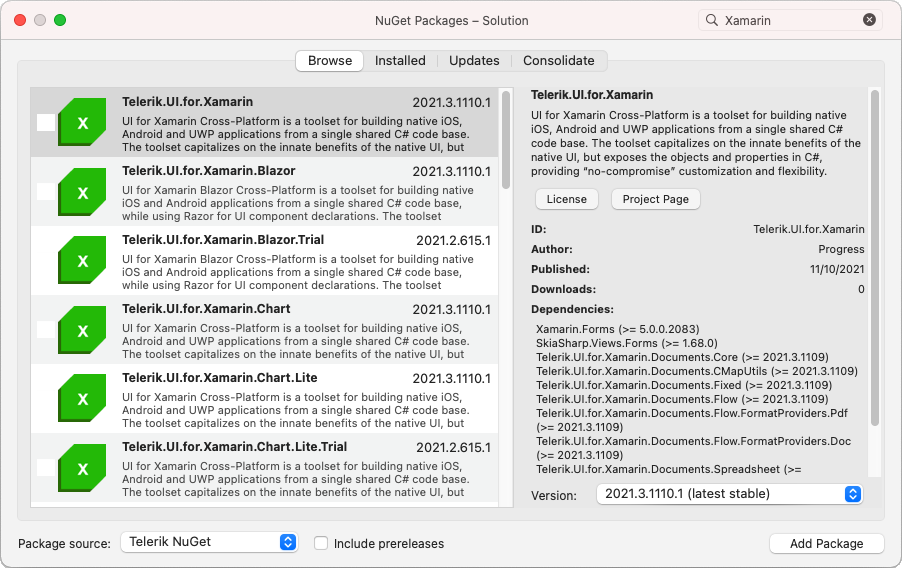 NuGet Packages – Solution
Xamarin
Browse Installed Updates Consolidate
X
Telerik.UI.for.Xamarin 2021.3.1110.1
UI for Xamarin Cross-Platform is a toolset for building native iOS,
Android and UWP applications from a single shared C# code base.
The toolset capitalizes on the innate benefits of the native UI, but
X
Telerik.UI.for.Xamarin.Blazor 2021.3.1110.1
UI for Xamarin Blazor Cross-Platform is a toolset for building native
iOS and Android applications from a single shared C# code base,
while using Razor for UI component declarations. The toolset
X
Telerik.UI.for.Xamarin.Blazor.Trial 2021.2.615.1
UI for Xamarin Blazor Cross-Platform is a toolset for building native
iOS and Android applications from a single shared C# code base,
while using Razor for UI component declarations. The toolset
X
Telerik.UI.for.Xamarin.Chart 2021.3.1110.1
UI for Xamarin Cross-Platform is a toolset for building native iOS,
Android and UWP applications from a single shared C# code base.
The toolset capitalizes on the innate benefits of the native UI, but
X
Telerik.UI.for.Xamarin.Chart.Lite 2021.3.1110.1
UI for Xamarin Cross-Platform is a toolset for building native iOS,
Android and UWP applications from a single shared C# code base.
The toolset capitalizes on the innate benefits of the native UI, but
X
Telerik.UI.for.Xamarin.Chart.Lite.Trial 2021.2.615.1
UI for Xamarin Cross-Platform is a toolset for building native iOS,
Android and UWP applications from a single shared C# code base.
The toolset capitalizes on the innate benefits of the native UI, but
Telerik.UI.for.Xamarin
UI for Xamarin Cross-Platform is a toolset for building native
iOS, Android and UWP applications from a single shared C#
code base. The toolset capitalizes on the innate benefits of the
native UI, but exposes the objects and properties in C#,
providing “no-compromise” customization and flexibility.
License Project Page
ID: Telerik.UI.for.Xamarin
Author: Progress
Published: 11/10/2021
Downloads: 0
Dependencies:
Xamarin.Forms (>= 5.0.0.2083)
SkiaSharp.Views.Forms (>= 1.68.0)
Telerik.UI.for.Xamarin.Documents.Core (>= 2021.3.1109)
Telerik.UI.for.Xamarin.Documents.CMapUtils (>= 2021.3.1109)
Telerik.UI.for.Xamarin.Documents.Fixed (>= 2021.3.1109)
Telerik.UI.for.Xamarin.Documents.Flow (>= 2021.3.1109)
Telerik.UI.for.Xamarin.Documents.Flow.FormatProviders.Pdf
(>= 2021.3.1109)
Telerik.UI.for.Xamarin.Documents.Flow.FormatProviders.Doc
(>= 2021.3.1109)
Telerik.UI.for.Xamarin.Documents.Spreadsheet (>=
Version: 2021.3.1110.1 (latest stable)
Package source: Telerik NuGet Include prereleases Add Package